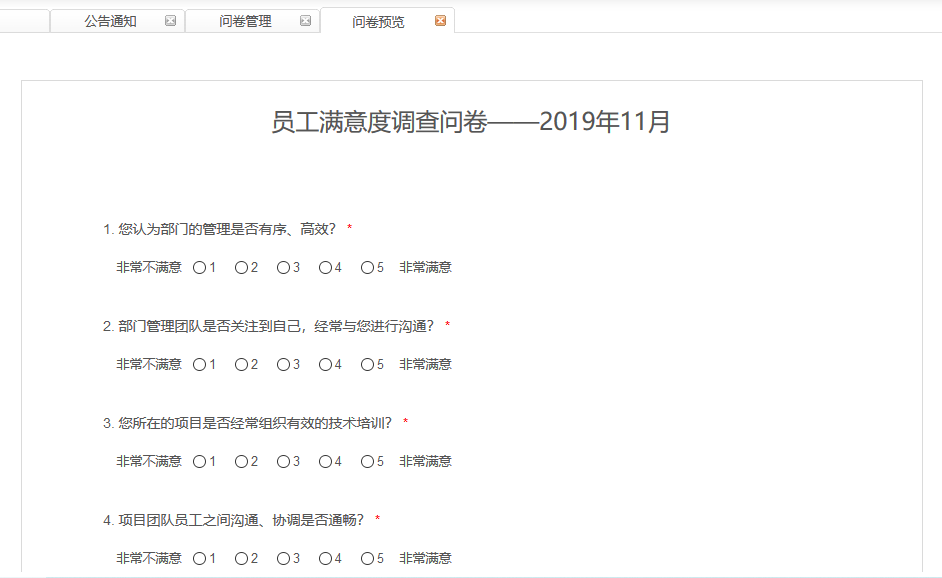 公告通知 问卷管理 问卷预览
员工满意度调查问卷——2019年11月
1. 您认为部门的管理是否有序、高效？ *
非常不满意 1 2 3 4 5 非常满意
2. 部门管理团队是否关注到自己，经常与您进行沟通？ *
非常不满意 1 2 3 4 5 非常满意
3. 您所在的项目是否经常组织有效的技术培训？ *
非常不满意 1 2 3 4 5 非常满意
4. 项目团队员工之间沟通、协调是否通畅？ *
非常不满意 1 2 3 4 5 非常满意